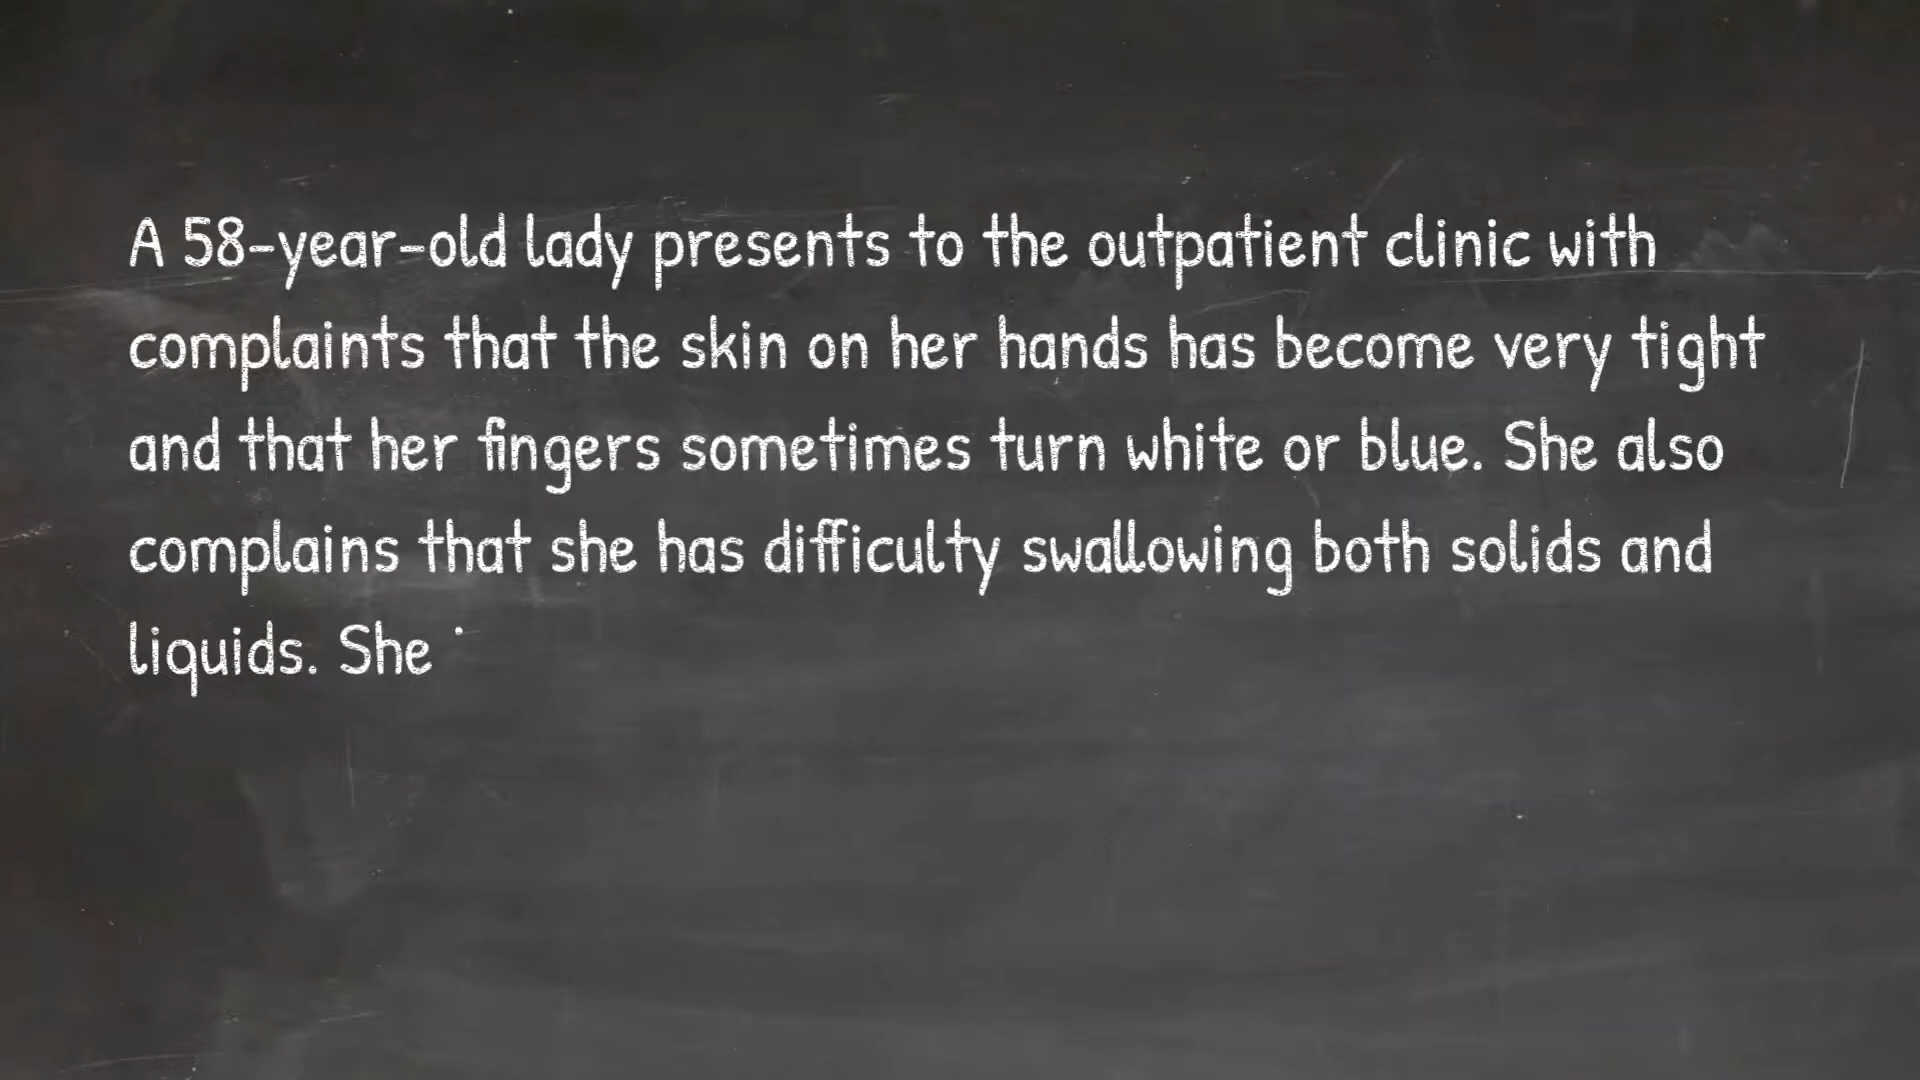 A 58-year-old lady presents to the outpatient clinic with
complaints that the skin on her hands has become very tight
and that her fingers sometimes turn white or blue. She also
complains that she has difficulty swallowing both solids and
liquids. She